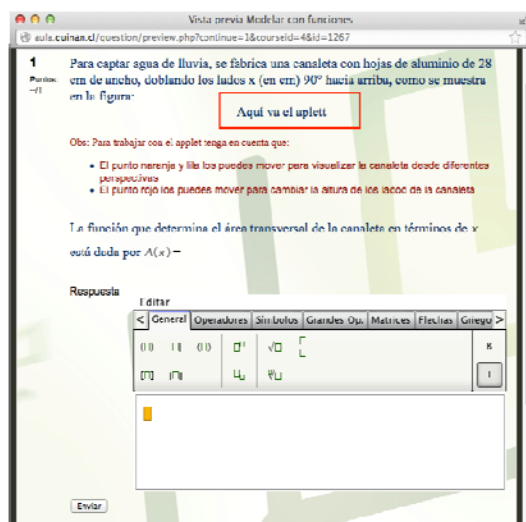 Vista previa Modelar con funciones
aula.cuinan.cl/question/preview.php?continue=1&courseid=4&id=1267
1
Puntos:
--/1
Para captar agua de lluvia, se fabrica una canaleta con hojas de aluminio de 28
cm de ancho, doblando los lados x (en cm) 90° hacia arriba, como se muestra
en la figura:
Aquí va el aplett
Obs: Para trabajar con el applet tenga en cuenta que:
• El punto naranja y lila los puedes mover para visualizar la canaleta desde diferentes
perspectivas
• El punto rojo los puedes mover para cambiar la altura de los lados de la canaleta
La función que determina el área transversal de la canaleta en términos de x
está dada por A(x)=
Respuesta
Editar
< General Operadores Símbolos Grandes Op. Matrices Flechas Griego >
Enviar